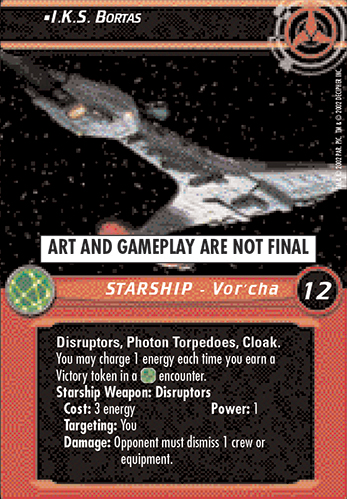 •I.K.S. BORTAS
™ & © 2002 DECIPHER INC.
2002 PAR. PIC.
ART AND GAMEPLAY ARE NOT FINAL
STARSHIP - Vor'cha 12
Disruptors, Photon Torpedoes, Cloak.
You may charge 1 energy each time you earn a
Victory token in a encounter.
Starship Weapon: Disruptors
Cost: 3 energy Power: 1
Targeting: You
Damage: Opponent must dismiss 1 crew or
equipment.